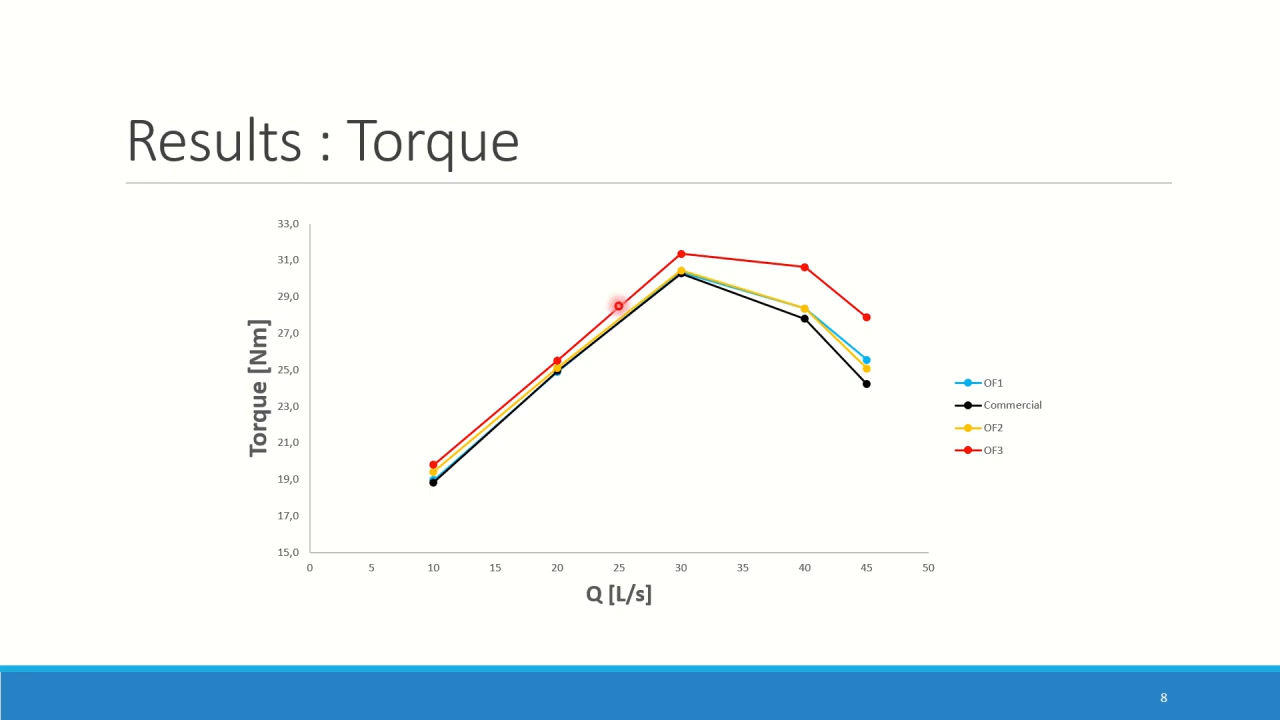 Results : Torque
33,0
31,0
29,0
27,0
25,0
23,0
21,0
19,0
17,0
15,0
Torque [Nm]
0 5 10 15 20 25 30 35 40 45 50
Q [L/s]
OF1
Commercial
OF2
OF3
8